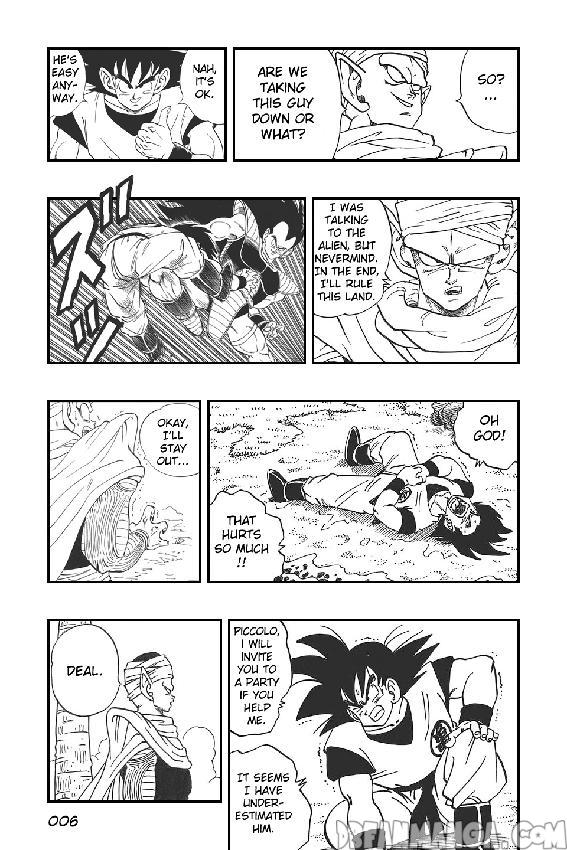 SO?
...
ARE WE
TAKING
THIS GUY
DOWN OR
WHAT?
NAH,
IT'S
OK.
HE'S
EASY
ANY-
WAY.
I WAS
TALKING
TO THE
ALIEN, BUT
NEVERMIND.
IN THE END,
I'LL RULE
THIS LAND.
OH
GOD!
THAT
HURTS
SO MUCH
!!
OKAY,
I'LL
STAY
OUT...
PICCOLO,
I WILL
INVITE
YOU TO
A PARTY
IF YOU
HELP
ME.
IT SEEMS
I HAVE
UNDER-
ESTIMATED
HIM.
DEAL.
006
DBFANMANGA.COM